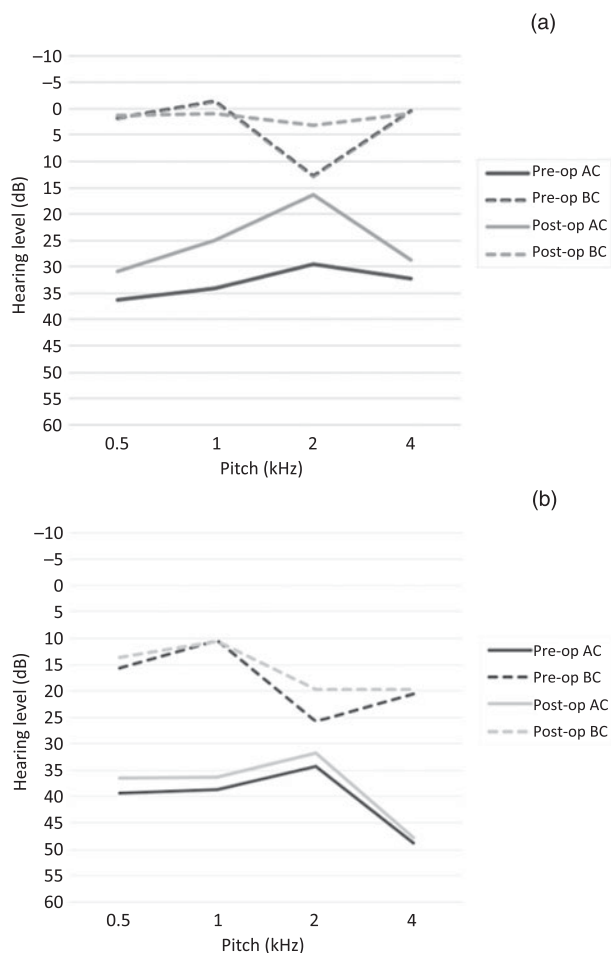 (a)
–10
–5
0
5
10
15
20
25
30
35
40
45
50
55
60
Hearing level (dB)
0.5 1 2 4
Pitch (kHz)
Pre-op AC
Pre-op BC
Post-op AC
Post-op BC
(b)
–10
–5
0
5
10
15
20
25
30
35
40
45
50
55
60
Hearing level (dB)
0.5 1 2 4
Pitch (kHz)
Pre-op AC
Pre-op BC
Post-op AC
Post-op BC